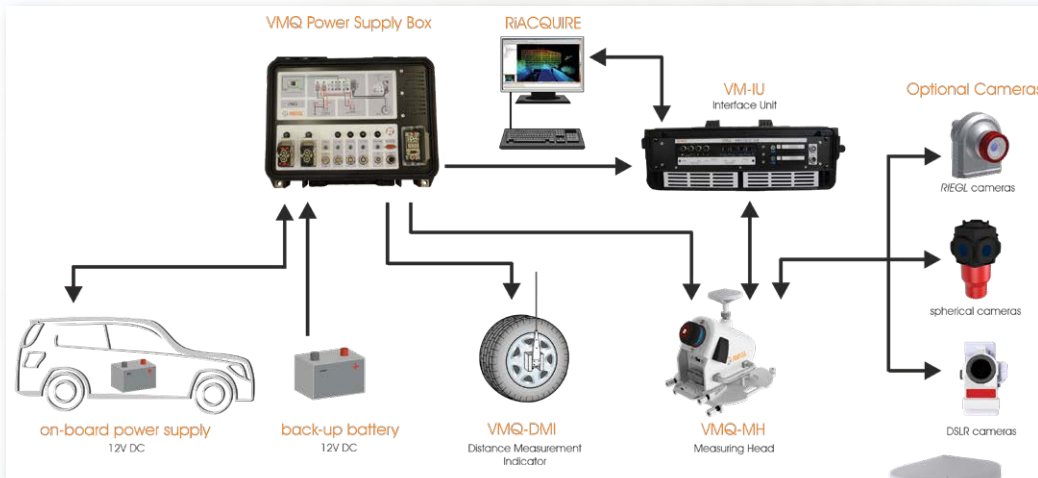 VMQ Power Supply Box
RiACQUIRE
VM-IU
Interface Unit
Optional Cameras
RIEGL cameras
spherical cameras
on-board power supply
12V DC
back-up battery
12V DC
VMQ-DMI
Distance Measurement
Indicator
VMQ-MH
Measuring Head
DSLR cameras